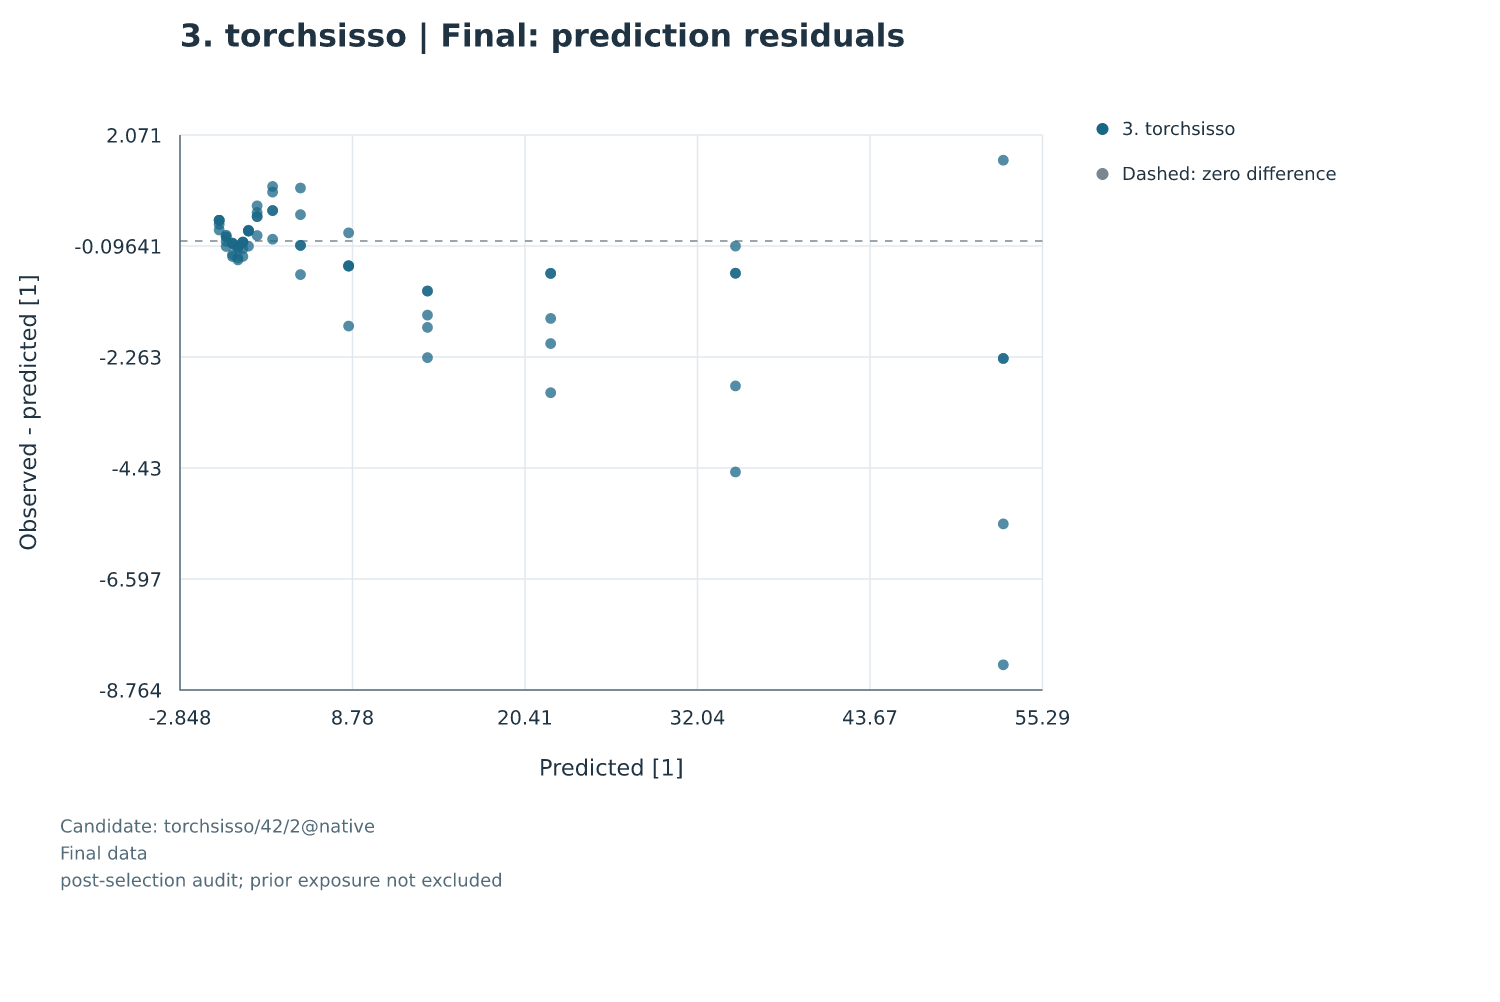 3. torchsisso | Final: prediction residuals
3. torchsisso
Dashed: zero difference
Observed - predicted [1]
2.071
-0.09641
-2.263
-4.43
-6.597
-8.764
-2.848
8.78
20.41
32.04
43.67
55.29
Predicted [1]
Candidate: torchsisso/42/2@native
Final data
post-selection audit; prior exposure not excluded